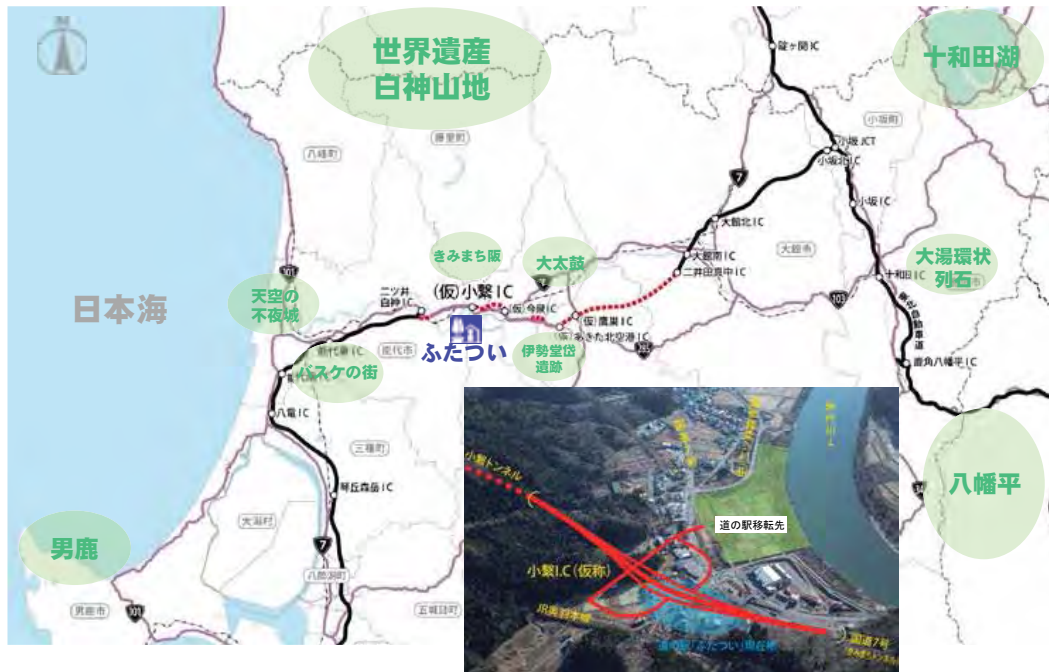 世界遺産
白神山地
十和田湖
碇ヶ関IC
小坂町
藤里町
八峰町
小坂JCT
小坂北IC
7
小坂IC
大館北IC
大館市
大湯環状
列石
きみまち阪
大太鼓
大館南IC
二井田真中IC
十和田IC
101
日本海
天空の
不夜城
二ツ井
白神IC
(仮)小繋IC
(仮)今泉IC
(仮)鷹巣IC
(仮)あきた北空港IC
103
東北自動車道
ふたつい
能代市
伊勢堂岱
遺跡
鹿角八幡平IC
バスケの街
八竜IC
三種町
琴丘森岳IC
大潟村
八幡平
男鹿
7
八郎潟町
男鹿市
101
五城目町
小繋トンネル
道の駅移転先
小繋I.C(仮称)
JR奥羽本線
道の駅「ふたつい」現在地
国道7号